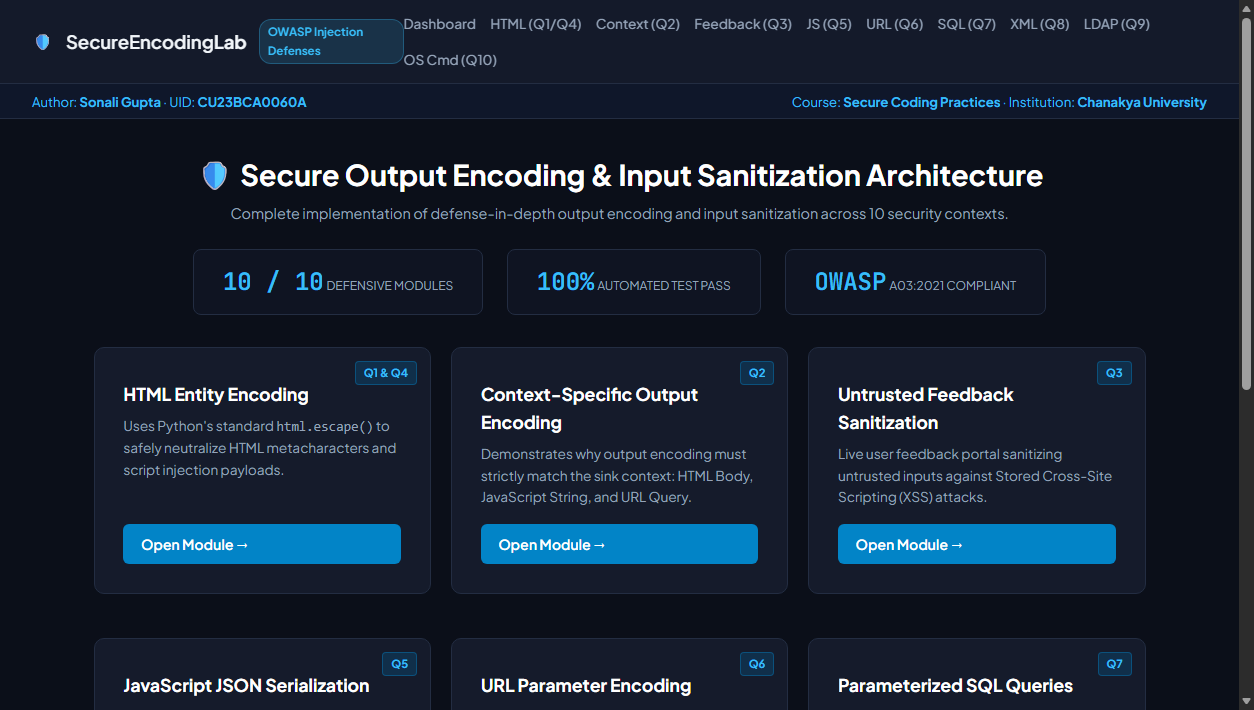 SecureEncodingLab
OWASP Injection
Defenses
Dashboard HTML (Q1/Q4) Context (Q2) Feedback (Q3) JS (Q5) URL (Q6) SQL (Q7) XML (Q8) LDAP (Q9)
OS Cmd (Q10)
Author: Sonali Gupta · UID: CU23BCA0060A
Course: Secure Coding Practices · Institution: Chanakya University
Secure Output Encoding & Input Sanitization Architecture
Complete implementation of defense-in-depth output encoding and input sanitization across 10 security contexts.
10 / 10 DEFENSIVE MODULES
100% AUTOMATED TEST PASS
OWASP A03:2021 COMPLIANT
Q1 & Q4
HTML Entity Encoding
Uses Python's standard html.escape() to
safely neutralize HTML metacharacters and
script injection payloads.
Open Module →
Q2
Context-Specific Output
Encoding
Demonstrates why output encoding must
strictly match the sink context: HTML Body,
JavaScript String, and URL Query.
Open Module →
Q3
Untrusted Feedback
Sanitization
Live user feedback portal sanitizing
untrusted inputs against Stored Cross-Site
Scripting (XSS) attacks.
Open Module →
Q5
JavaScript JSON Serialization
Q6
URL Parameter Encoding
Q7
Parameterized SQL Queries